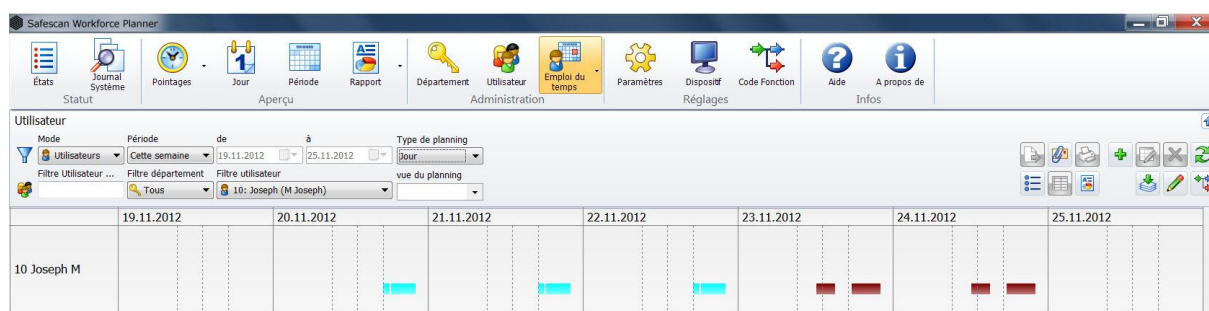 Safescan Workforce Planner
États
Journal Système
Pointages
Jour
Période
Rapport
Département
Utilisateur
Emploi du temps
Paramètres
Dispositif
Code Fonction
Aide
A propos de
Statut
Aperçu
Administration
Réglages
Infos
Utilisateur
Mode
Période
de
à
Type de planning
Utilisateurs
Cette semaine
19.11.2012
25.11.2012
Jour
Filtre Utilisateur ...
Filtre département
Filtre utilisateur
vue du planning
Tous
10: Joseph (M Joseph)
19.11.2012
20.11.2012
21.11.2012
22.11.2012
23.11.2012
24.11.2012
25.11.2012
10 Joseph M